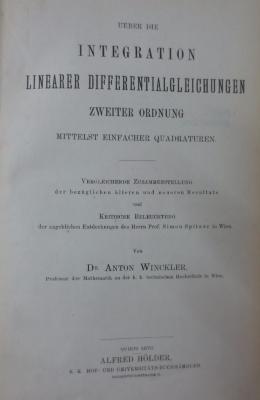 UEBER DIE
INTEGRATION
LINEARER DIFFERENTIALGLEICHUNGEN
ZWEITER ORDNUNG
MITTELST EINFACHER QUADRATUREN.
VERGLEICHENDE ZUSAMMENSTELLUNG
der bezüglichen älteren und neueren Resultate
und
KRITISCHE BELEUCHTUNG
der angeblichen Entdeckungen des Herrn Prof. Simon Spitzer in Wien.
Von
DR. ANTON WINCKLER,
Professor der Mathematik an der k. k. technischen Hochschule in Wien.
ALFRED HÖLDER,
K. K. HOF- UND UNIVERSITÄTS-BUCHHÄNDLER.